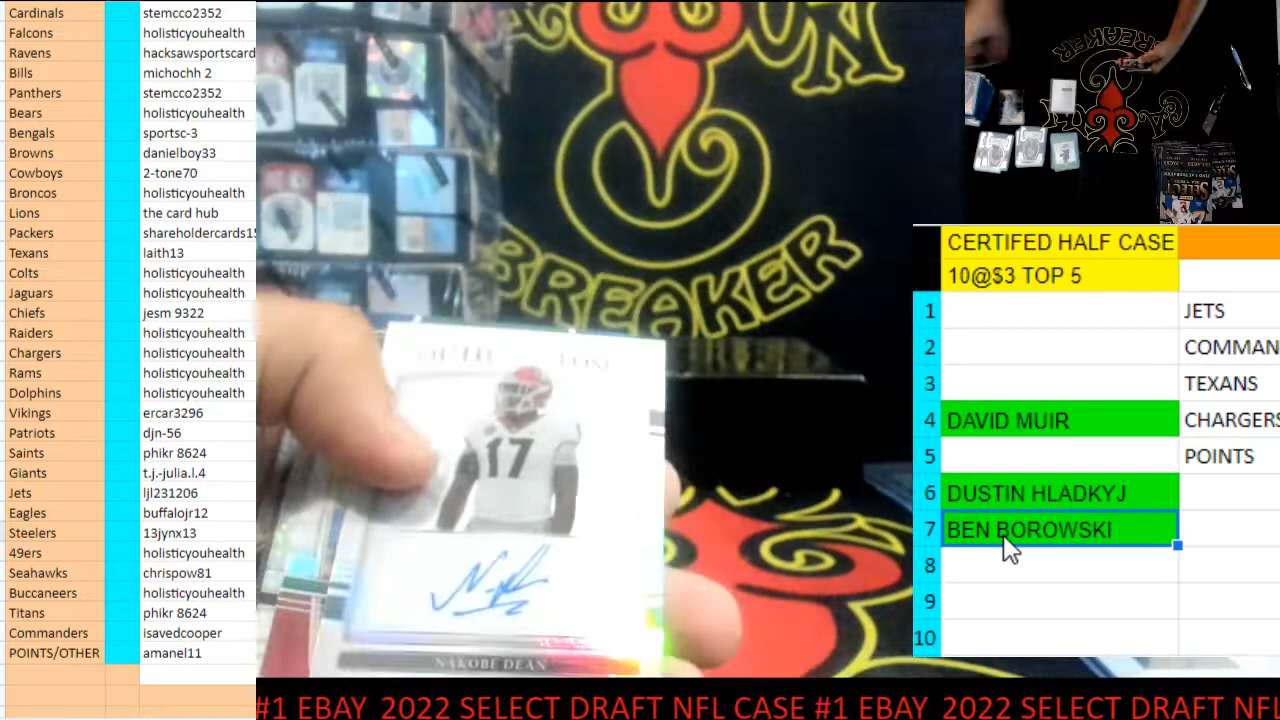 Cardinals stemcco2352
Falcons holisticyouhealth
Ravens hacksawsportscard
Bills michochh 2
Panthers stemcco2352
Bears holisticyouhealth
Bengals sportsc-3
Browns danielboy33
Cowboys 2-tone70
Broncos holisticyouhealth
Lions the card hub
Packers shareholdercards15
Texans laith13
Colts holisticyouhealth
Jaguars holisticyouhealth
Chiefs jesm 9322
Raiders holisticyouhealth
Chargers holisticyouhealth
Rams holisticyouhealth
Dolphins holisticyouhealth
Vikings ercar3296
Patriots djn-56
Saints phikr 8624
Giants t.j.-julia.l.4
Jets ljl231206
Eagles buffalojr12
Steelers 13jynx13
49ers holisticyouhealth
Seahawks chrispow81
Buccaneers holisticyouhealth
Titans phikr 8624
Commanders isavedcooper
POINTS/OTHER amanel11
BREAKER
17
NAKOBE DEAN
BREAKER
SELECT
CERTIFED HALF CASE
10@$3 TOP 5
1 JETS
2 COMMAN
3 TEXANS
4 DAVID MUIR CHARGERS
5 POINTS
6 DUSTIN HLADKYJ
7 BEN BOROWSKI
8
9
10
#1 EBAY 2022 SELECT DRAFT NFL CASE #1 EBAY 2022 SELECT DRAFT NFL